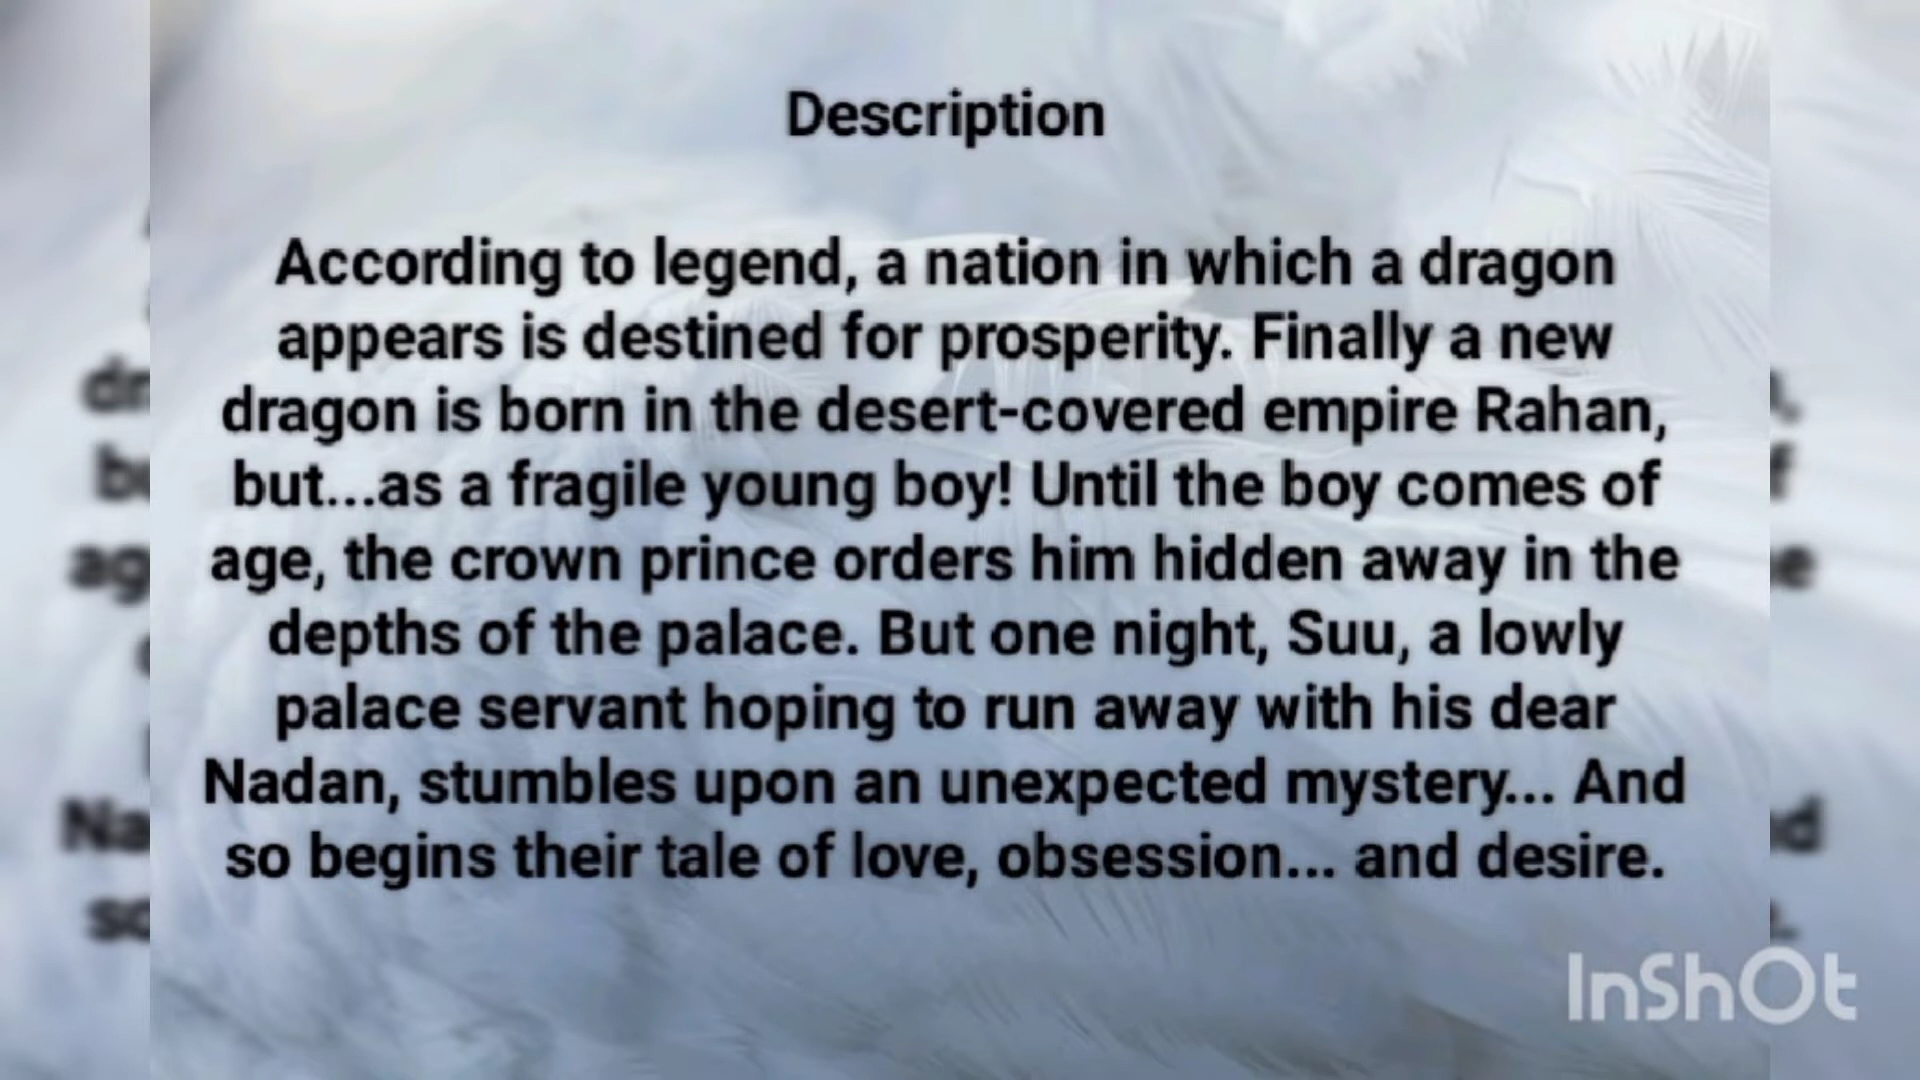 Description
According to legend, a nation in which a dragon
appears is destined for prosperity. Finally a new
dragon is born in the desert-covered empire Rahan,
but...as a fragile young boy! Until the boy comes of
age, the crown prince orders him hidden away in the
depths of the palace. But one night, Suu, a lowly
palace servant hoping to run away with his dear
Nadan, stumbles upon an unexpected mystery... And
so begins their tale of love, obsession... and desire.
InShOt